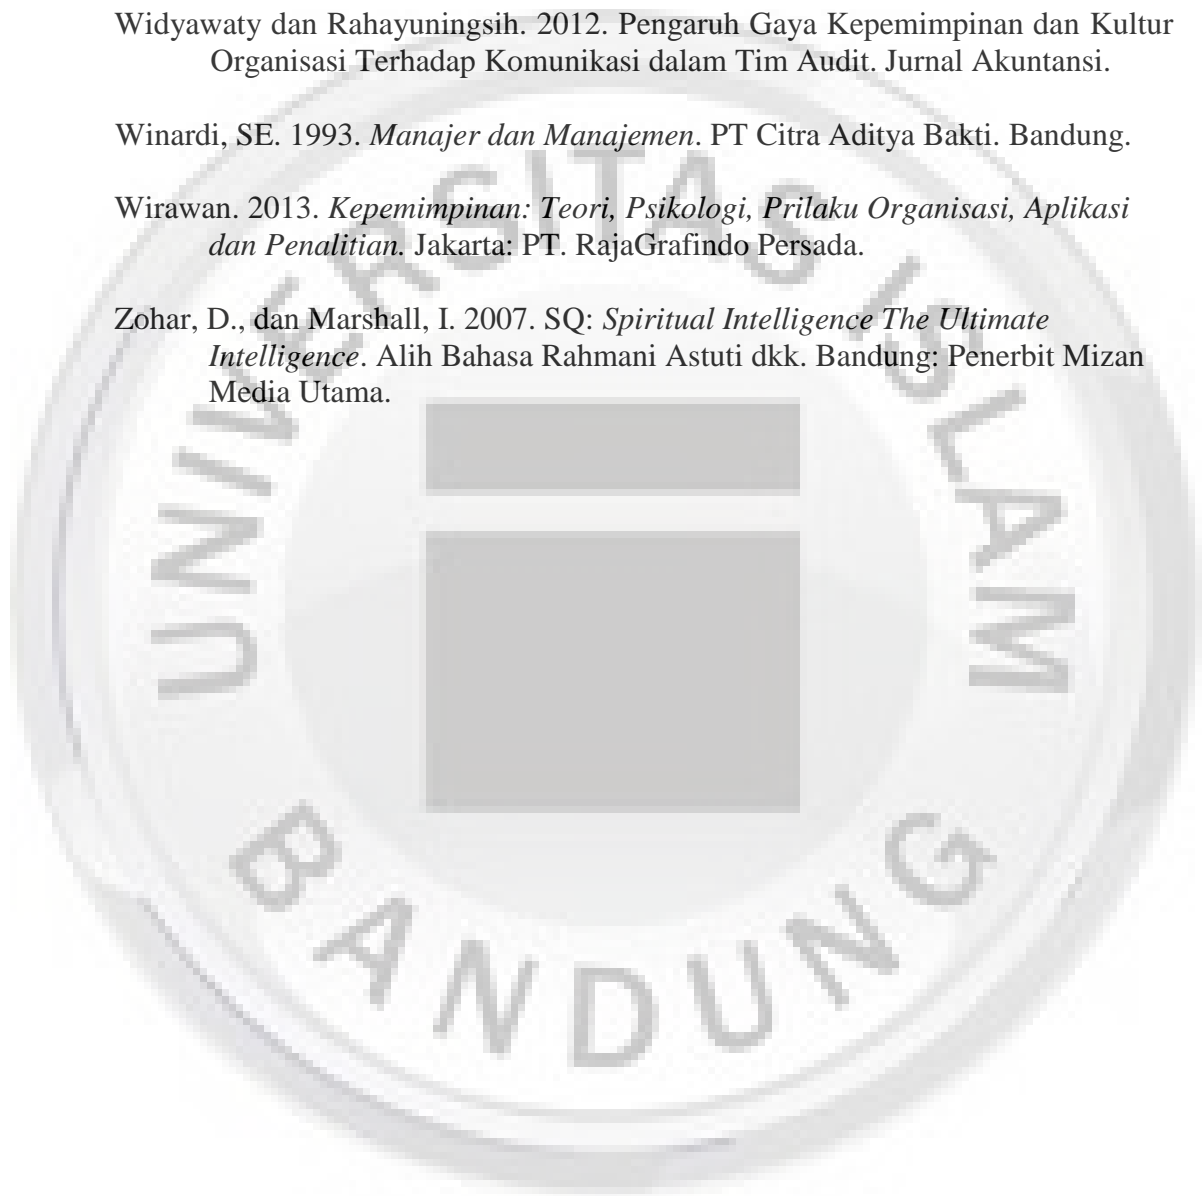 Widyawaty dan Rahayuningsih. 2012. Pengaruh Gaya Kepemimpinan dan Kultur
Organisasi Terhadap Komunikasi dalam Tim Audit. Jurnal Akuntansi.
Winardi, SE. 1993. Manajer dan Manajemen. PT Citra Aditya Bakti. Bandung.
Wirawan. 2013. Kepemimpinan: Teori, Psikologi, Prilaku Organisasi, Aplikasi
dan Penalitian. Jakarta: PT. RajaGrafindo Persada.
Zohar, D., dan Marshall, I. 2007. SQ: Spiritual Intelligence The Ultimate
Intelligence. Alih Bahasa Rahmani Astuti dkk. Bandung: Penerbit Mizan
Media Utama.
UNIVERSITAS ISLAM
BANDUNG